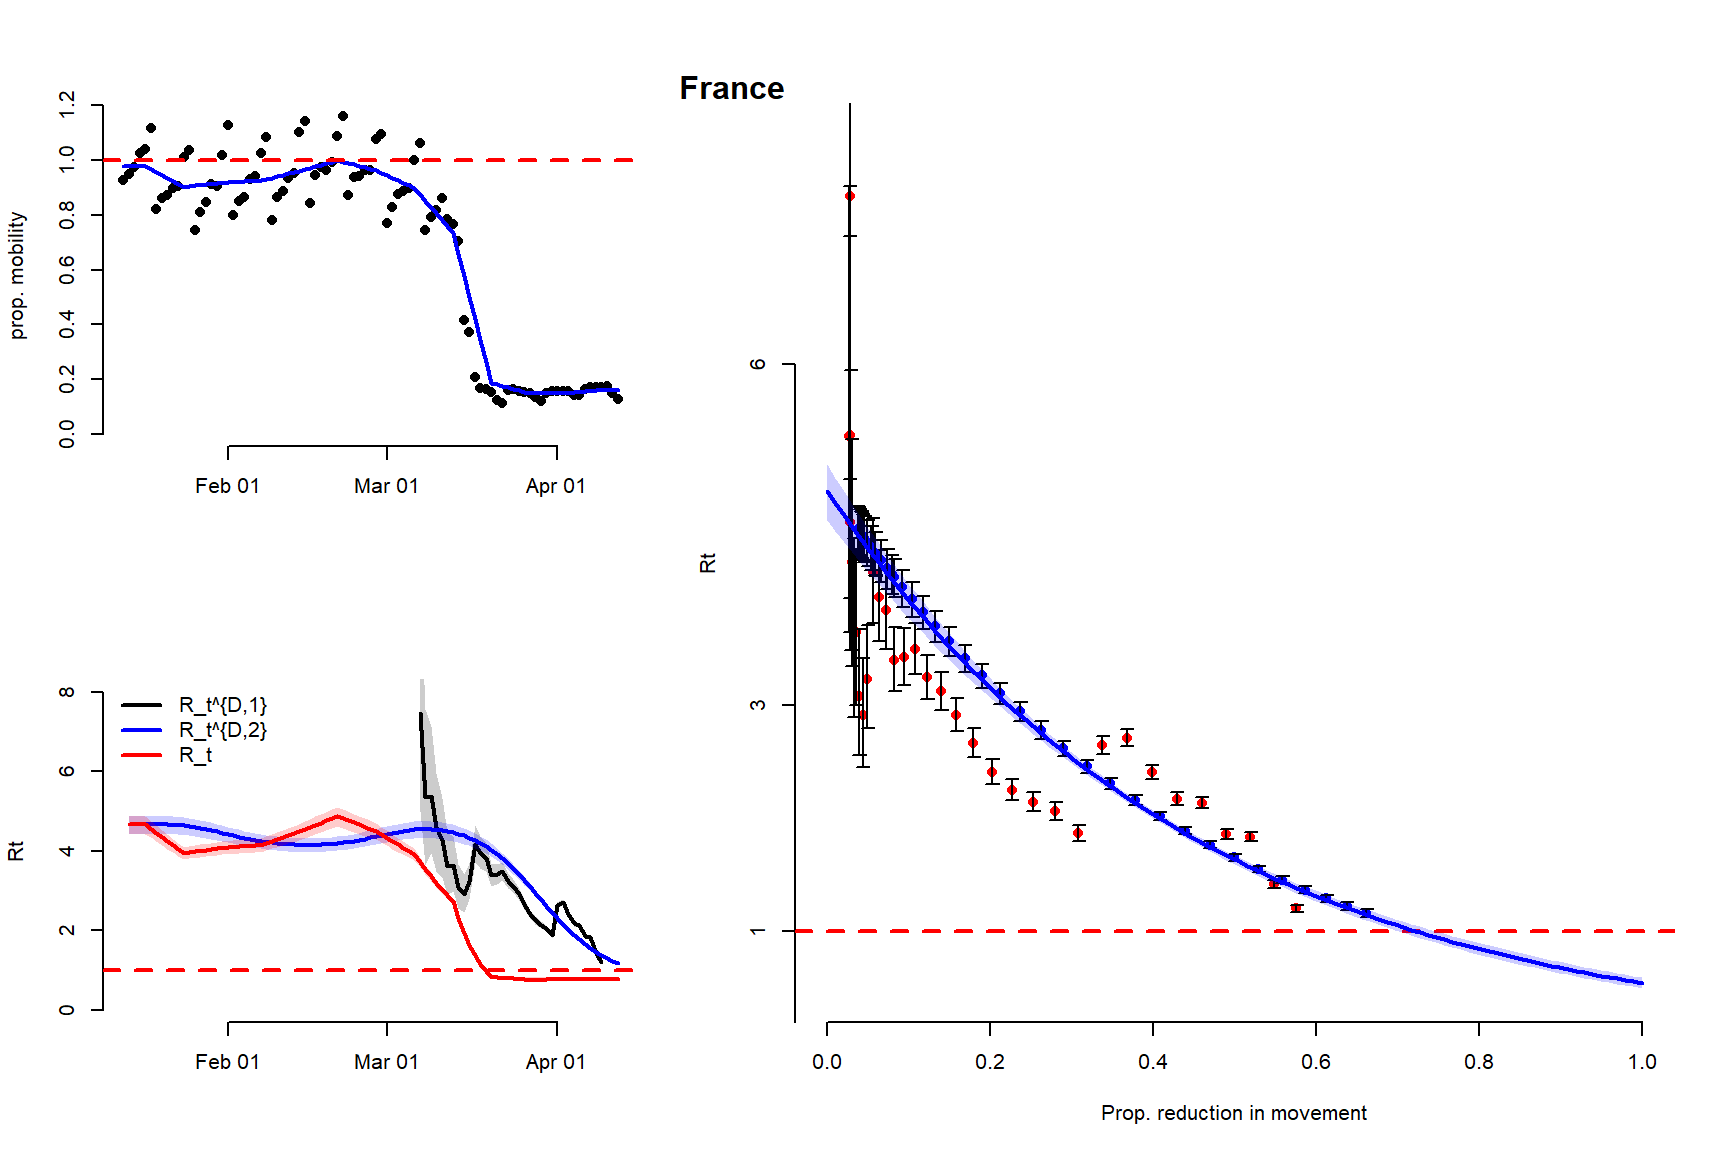 France
prop. mobility
1.2
1.0
0.8
0.6
0.4
0.2
0.0
Feb 01
Mar 01
Apr 01
Rt
8
6
4
2
0
R_t^{D,1}
R_t^{D,2}
R_t
Feb 01
Mar 01
Apr 01
Rt
6
3
1
0.0
0.2
0.4
0.6
0.8
1.0
Prop. reduction in movement